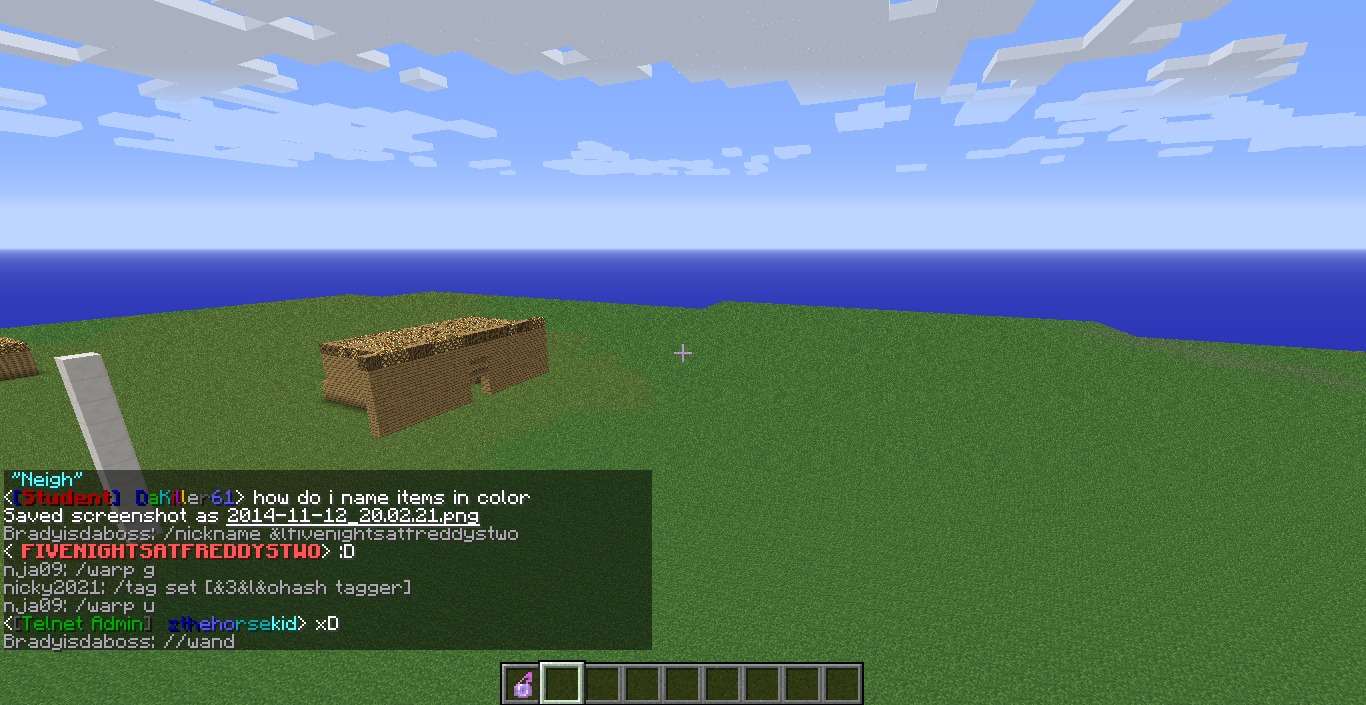 "Neigh"
<[Student] DaKiller61> how do i name items in color
Saved screenshot as 2014-11-12_20.02.21.png
Bradyisdaboss: /nickname &lfivenightsatfreddystwo
< FIVENIGHTSATFREDDYSTWO> :D
nja09: /warp g
nicky2021: /tag set [&3&l&ohash tagger]
nja09: /warp u
<[Telnet Admin] zthehorsekid> xD
Bradyisdaboss: //wand